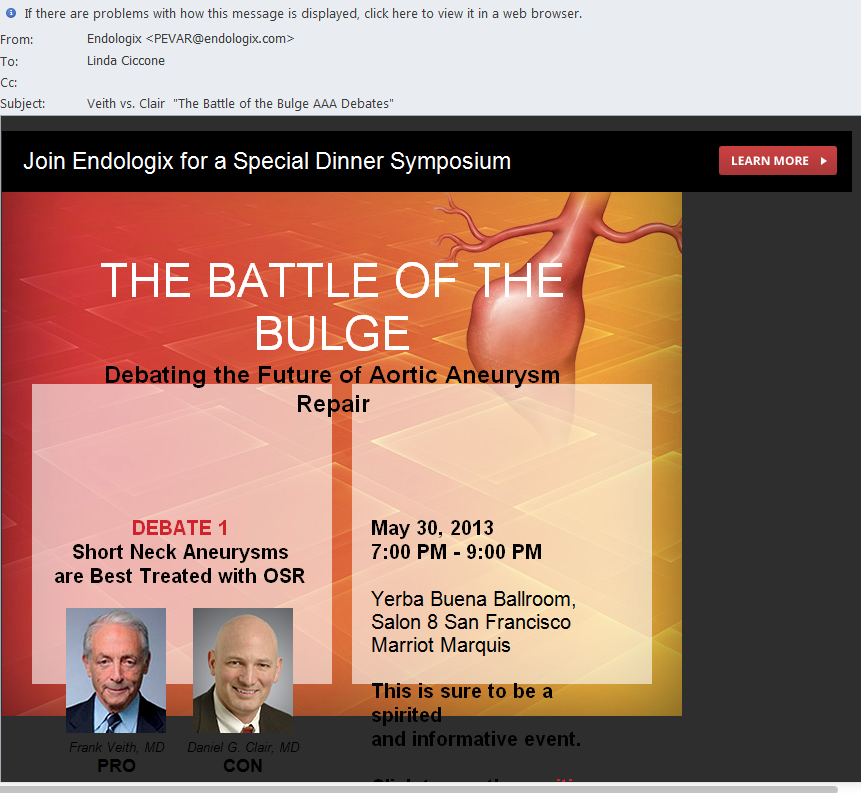 If there are problems with how this message is displayed, click here to view it in a web browser.
From: Endologix <PEVAR@endologix.com>
To: Linda Ciccone
Cc:
Subject: Veith vs. Clair "The Battle of the Bulge AAA Debates"
Join Endologix for a Special Dinner Symposium
LEARN MORE
THE BATTLE OF THE
BULGE
Debating the Future of Aortic Aneurysm
Repair
DEBATE 1
Short Neck Aneurysms
are Best Treated with OSR
Frank Veith, MD
PRO
Daniel G. Clair, MD
CON
May 30, 2013
7:00 PM - 9:00 PM
Yerba Buena Ballroom,
Salon 8 San Francisco
Marriot Marquis
This is sure to be a
spirited
and informative event.